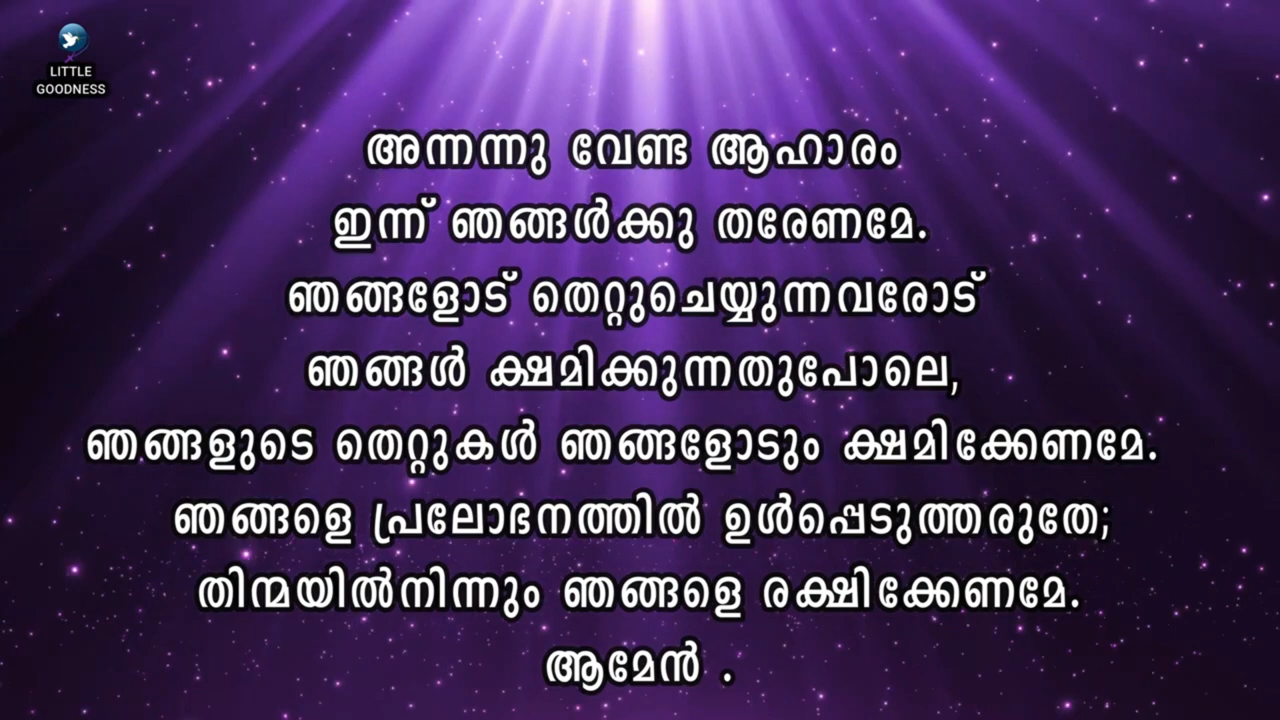 LITTLE
GOODNESS
അന്നന്നു വേണ്ട ആഹാരം
ഇന്ന് ഞങ്ങൾക്കു തരേണമേ.
ഞങ്ങളോട് തെറ്റുചെയ്യുന്നവരോട്
ഞങ്ങൾ ക്ഷമിക്കുന്നതുപോലെ,
ഞങ്ങളുടെ തെറ്റുകൾ ഞങ്ങളോടും ക്ഷമിക്കേണമേ.
ഞങ്ങളെ പ്രലോഭനത്തിൽ ഉൾപ്പെടുത്തരുതേ;
തിന്മയിൽനിന്നും ഞങ്ങളെ രക്ഷിക്കേണമേ.
ആമേൻ .